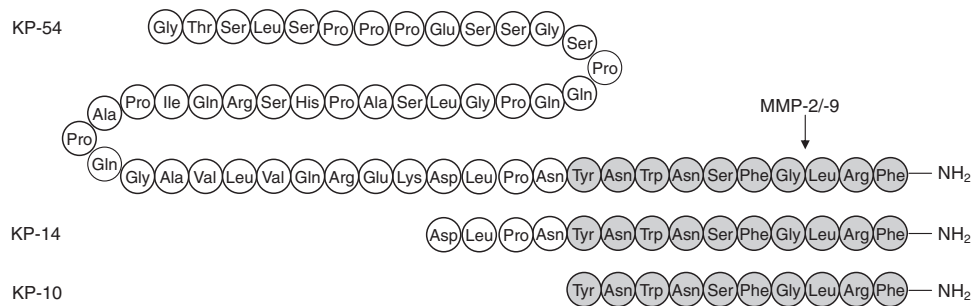 KP-54 Gly Thr Ser Leu Ser Pro Pro Pro Glu Ser Ser Gly Ser
Pro
Pro Ile Gln Arg Ser His Pro Ala Ser Leu Gly Pro Gln Gln
Ala
MMP-2/-9
Pro
Gln
Gly Ala Val Leu Val Gln Arg Glu Lys Asp Leu Pro Asn Tyr Asn Trp Asn Ser Phe Gly Leu Arg Phe NH2
KP-14 Asp Leu Pro Asn Tyr Asn Trp Asn Ser Phe Gly Leu Arg Phe NH2
KP-10 Tyr Asn Trp Asn Ser Phe Gly Leu Arg Phe NH2